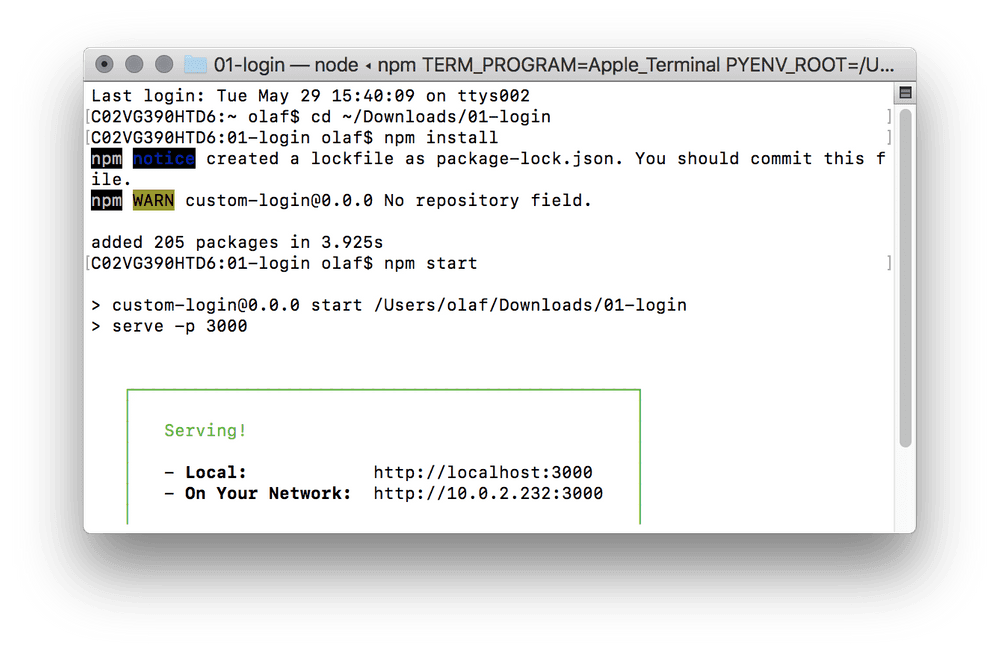 01-login — node ◂ npm TERM_PROGRAM=Apple_Terminal PYENV_ROOT=/U...
Last login: Tue May 29 15:40:09 on ttys002
[C02VG390HTD6:~ olaf$ cd ~/Downloads/01-login ]
[C02VG390HTD6:01-login olaf$ npm install ]
npm notice created a lockfile as package-lock.json. You should commit this f
ile.
npm WARN custom-login@0.0.0 No repository field.
added 205 packages in 3.925s
[C02VG390HTD6:01-login olaf$ npm start ]
> custom-login@0.0.0 start /Users/olaf/Downloads/01-login
> serve -p 3000
Serving!
- Local: http://localhost:3000
- On Your Network: http://10.0.2.232:3000